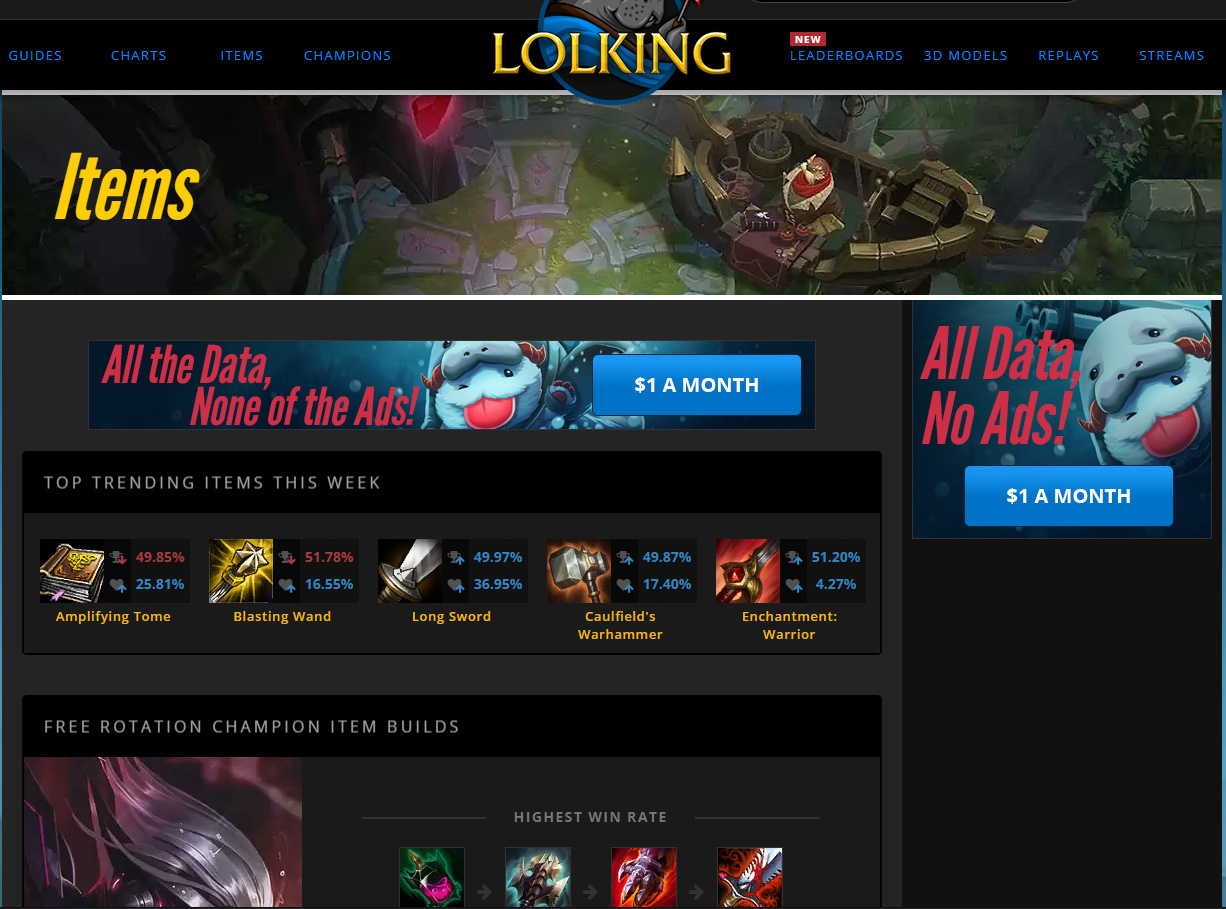 GUIDES CHARTS ITEMS CHAMPIONS LOLKING NEW LEADERBOARDS 3D MODELS REPLAYS STREAMS
Items
All the Data,
None of the Ads!
$1 A MONTH
All Data,
No Ads!
$1 A MONTH
TOP TRENDING ITEMS THIS WEEK
49.85% 51.78% 49.97% 49.87% 51.20%
25.81% 16.55% 36.95% 17.40% 4.27%
Amplifying Tome Blasting Wand Long Sword Caulfield's Enchantment:
Warhammer Warrior
FREE ROTATION CHAMPION ITEM BUILDS
HIGHEST WIN RATE